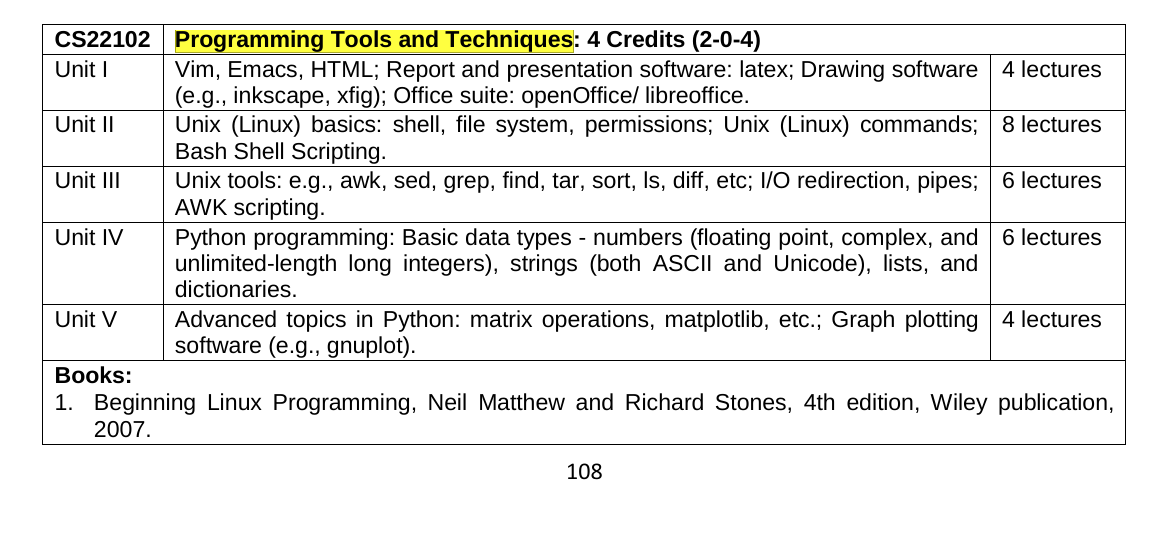 CS22102 Programming Tools and Techniques: 4 Credits (2-0-4)
Unit I Vim, Emacs, HTML; Report and presentation software: latex; Drawing software 4 lectures
(e.g., inkscape, xfig); Office suite: openOffice/ libreoffice.
Unit II Unix (Linux) basics: shell, file system, permissions; Unix (Linux) commands; 8 lectures
Bash Shell Scripting.
Unit III Unix tools: e.g., awk, sed, grep, find, tar, sort, ls, diff, etc; I/O redirection, pipes; 6 lectures
AWK scripting.
Unit IV Python programming: Basic data types - numbers (floating point, complex, and 6 lectures
unlimited-length long integers), strings (both ASCII and Unicode), lists, and
dictionaries.
Unit V Advanced topics in Python: matrix operations, matplotlib, etc.; Graph plotting 4 lectures
software (e.g., gnuplot).
Books:
1. Beginning Linux Programming, Neil Matthew and Richard Stones, 4th edition, Wiley publication,
2007.
108